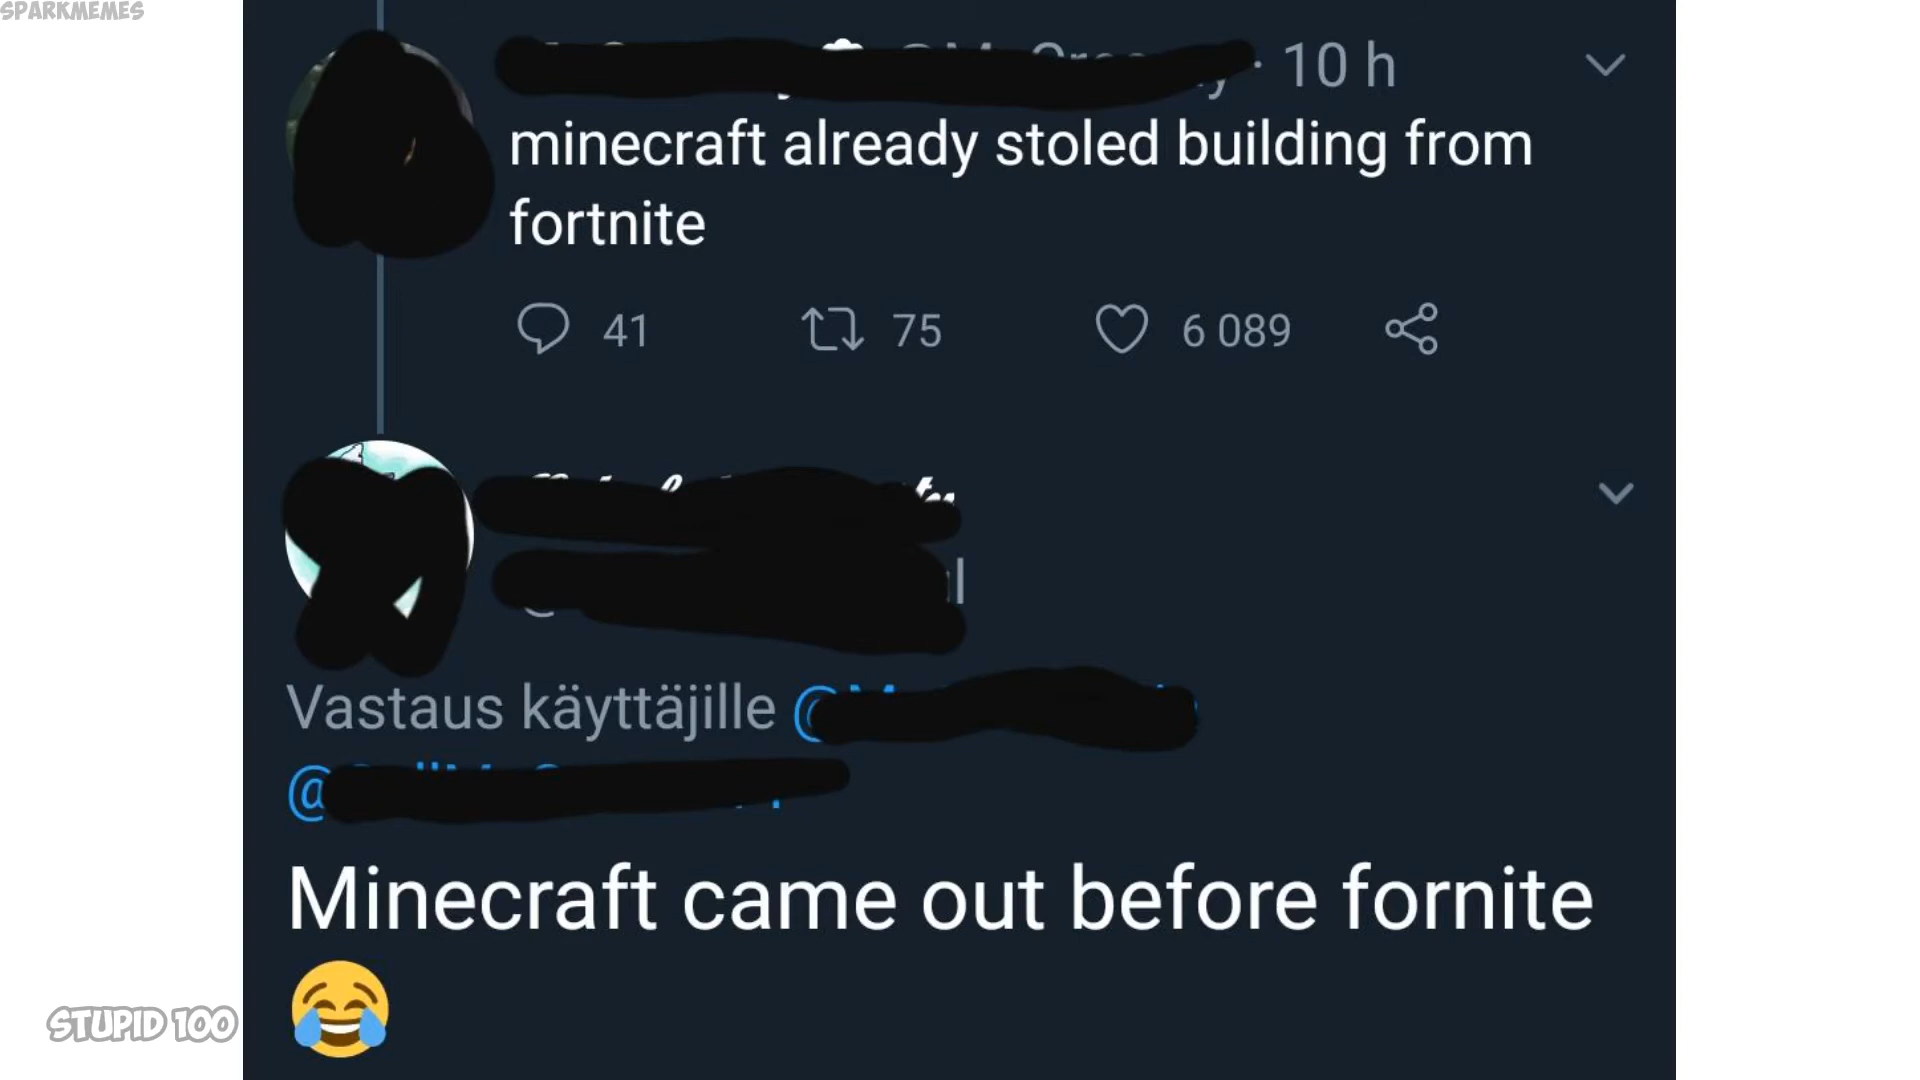 SPARKMEMES
· 10 h
minecraft already stoled building from
fortnite
41 75 6 089
Vastaus käyttäjille
Minecraft came out before fornite
😂
STUPID 100